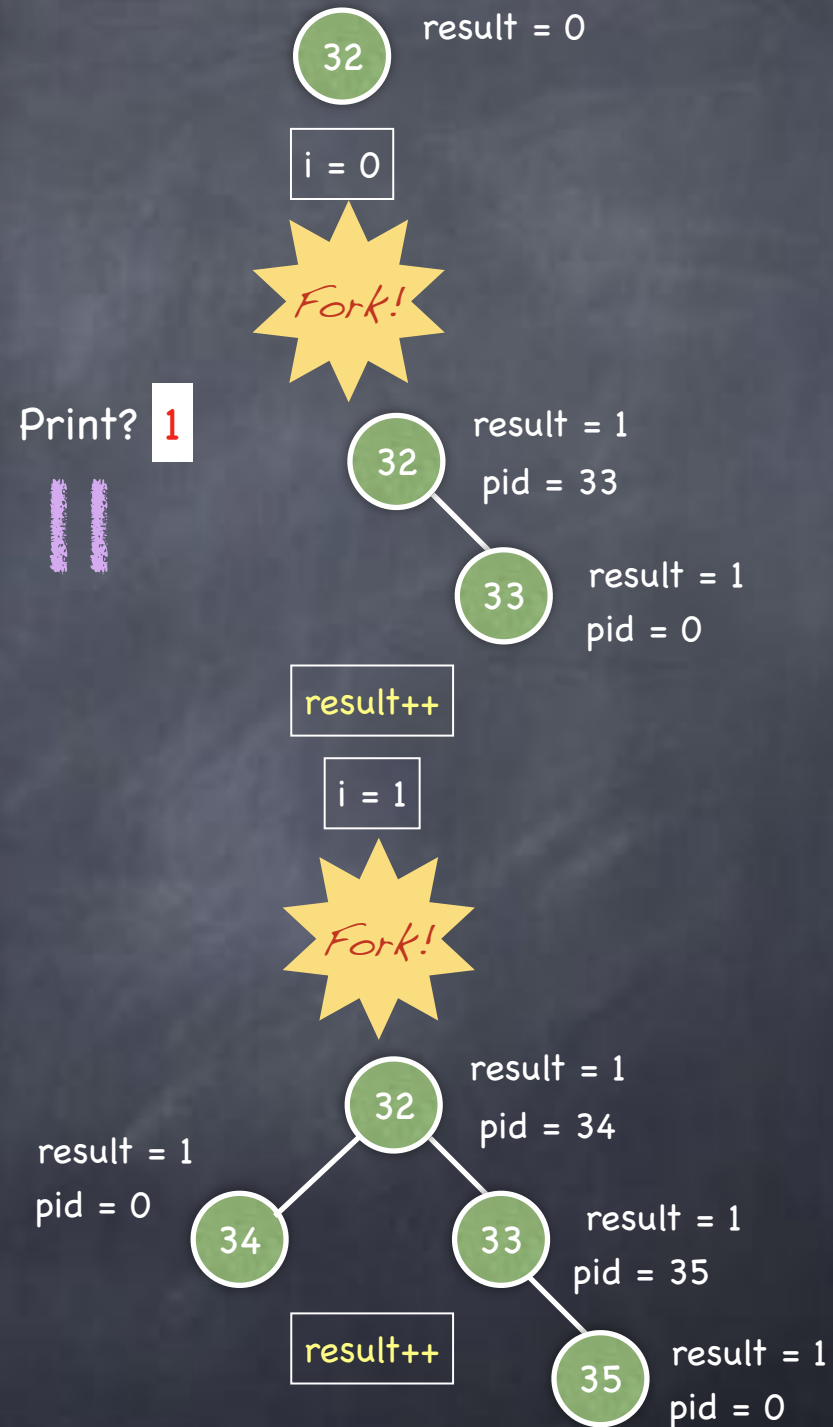 32
result = 0
i = 0
Fork!
Print? 1
32
result = 1
pid = 33
33
result = 1
pid = 0
result++
i = 1
Fork!
32
result = 1
pid = 34
result = 1
pid = 0
34
33
result = 1
pid = 35
result++
35
result = 1
pid = 0